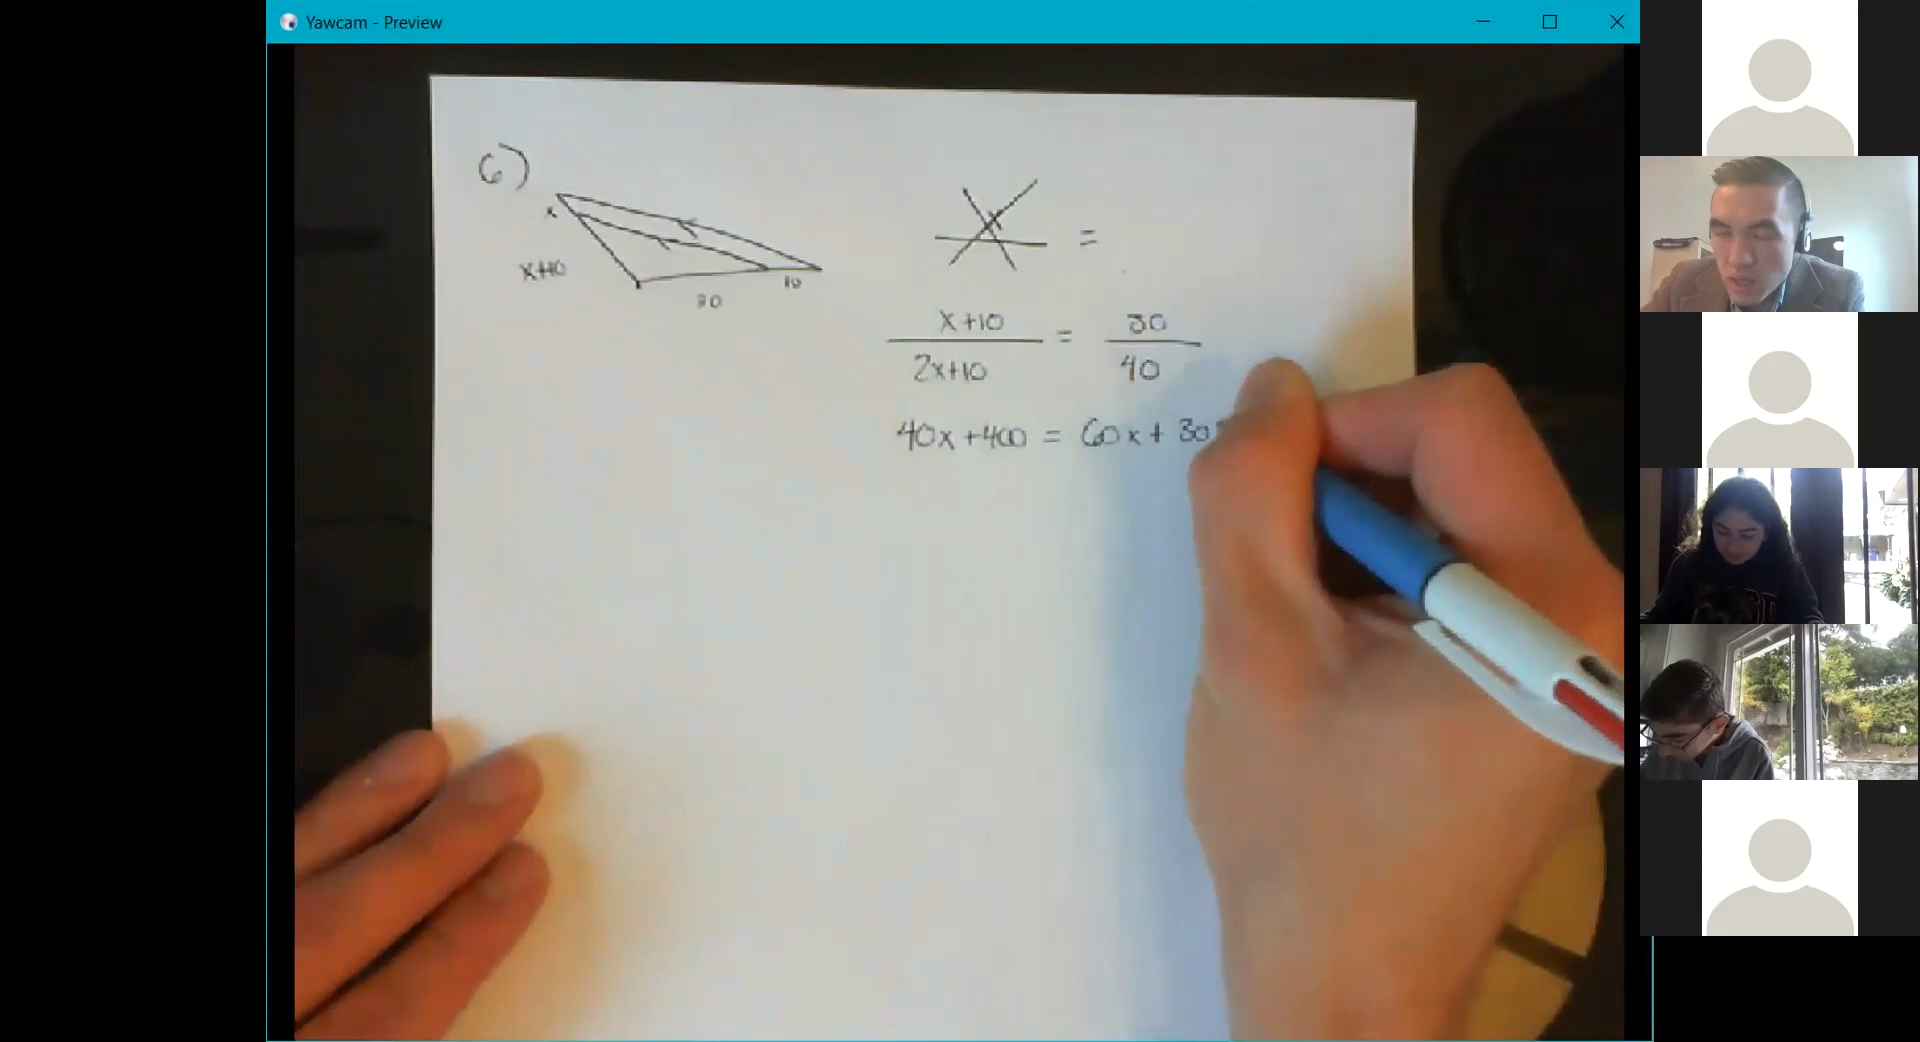 Yawcam - Preview
6)
x
x+10
30
10
=
x+10 = 30
2x+10 40
40x+400 = 60x + 30